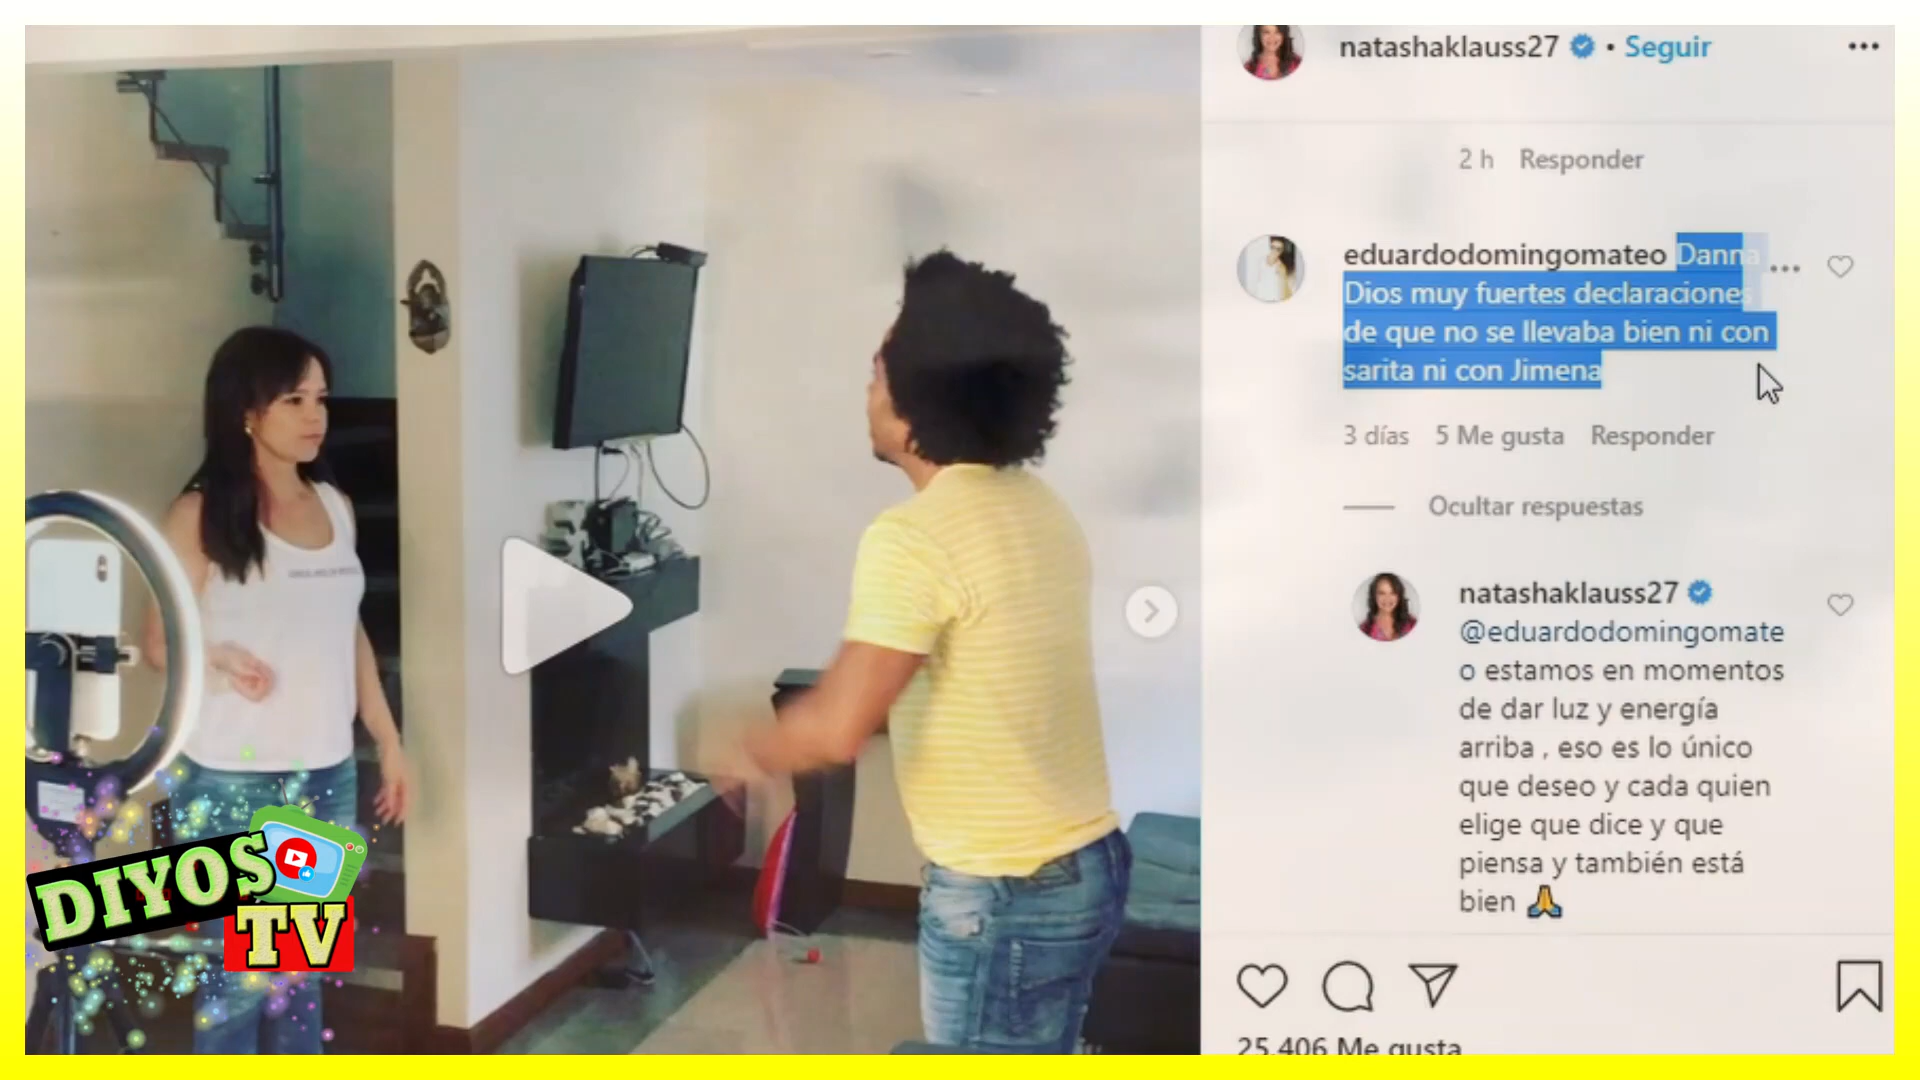 natashaklauss27 • Seguir
2 h Responder
eduardodomingomateo Danna
Dios muy fuertes declaraciones
de que no se llevaba bien ni con
sarita ni con Jimena
3 días 5 Me gusta Responder
Ocultar respuestas
natashaklauss27
@eduardodomingomate
o estamos en momentos
de dar luz y energía
arriba , eso es lo único
que deseo y cada quien
elige que dice y que
piensa y también está
bien 🙏
25.406 Me gusta
DIYOS
TV